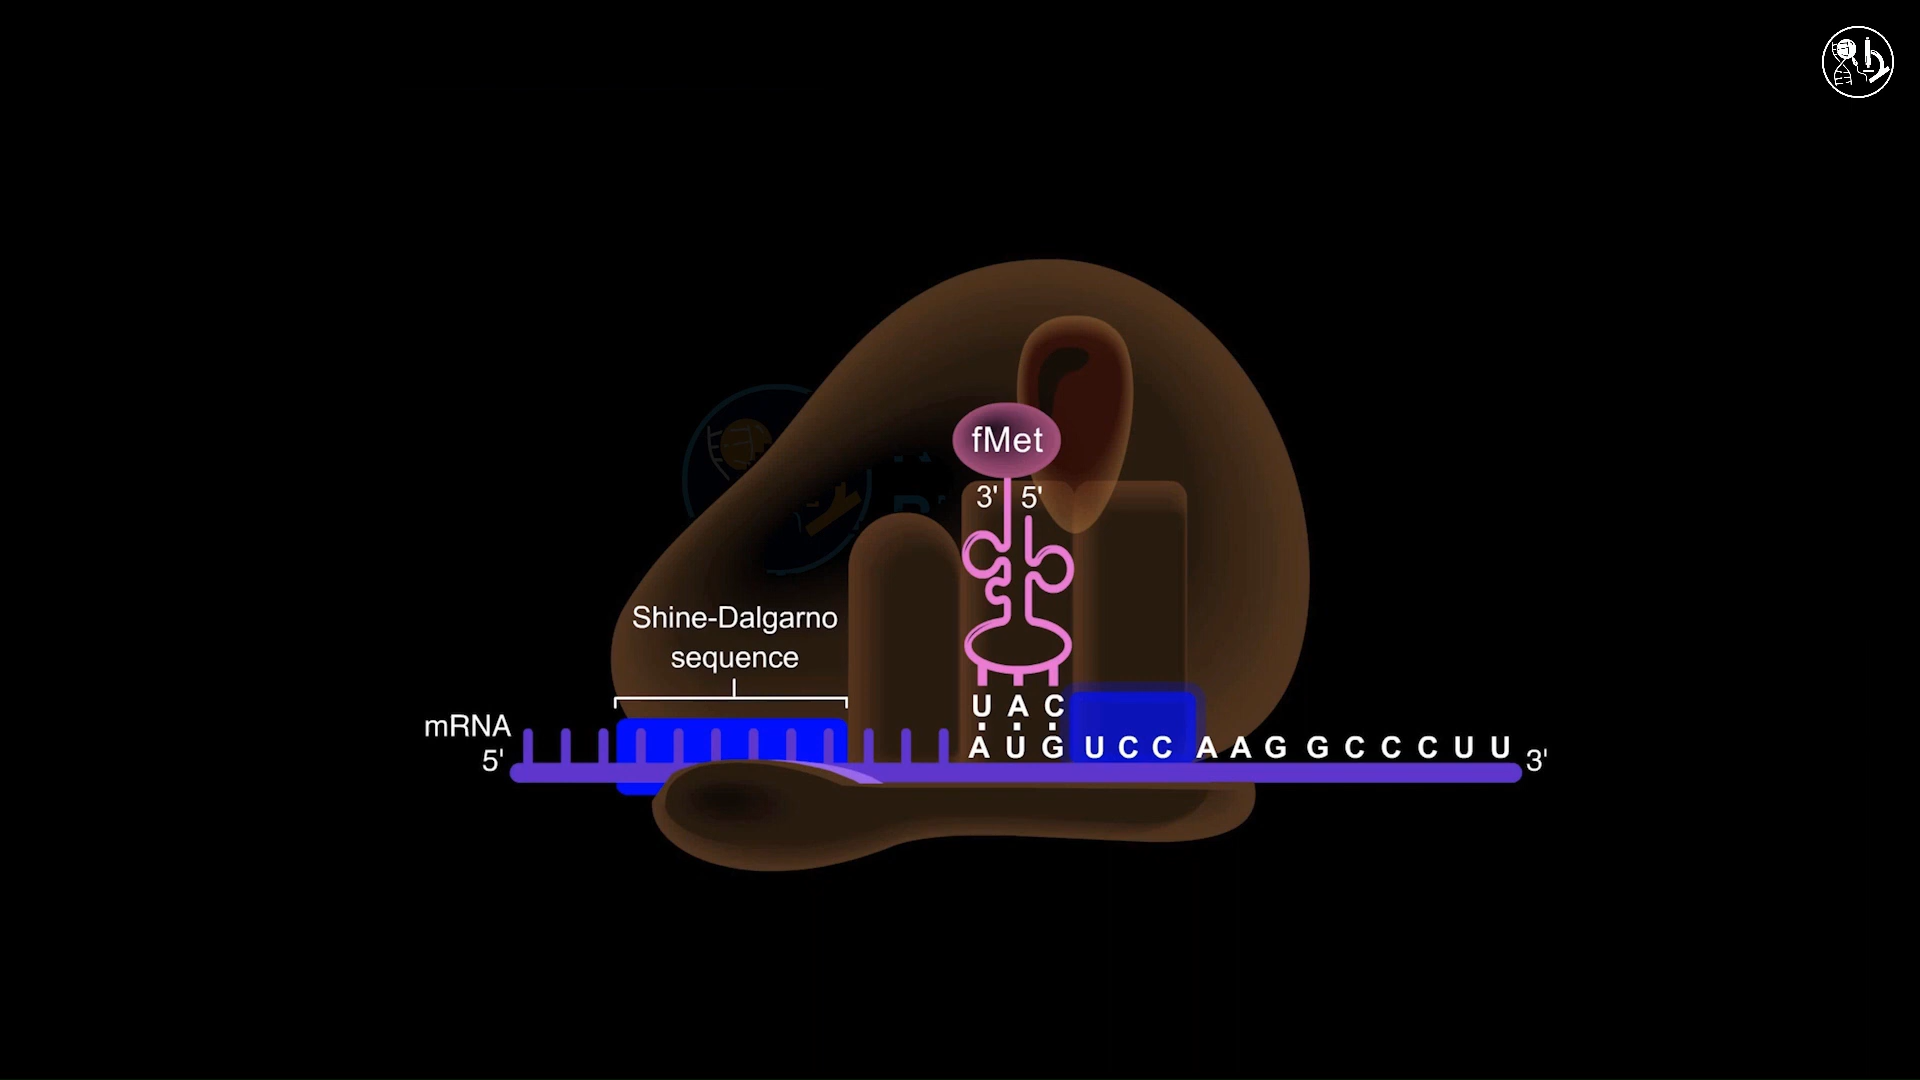 fMet
3' 5'
Shine-Dalgarno
sequence
U A C
mRNA
A U G U C C A A G G C C C U U
5'
3'